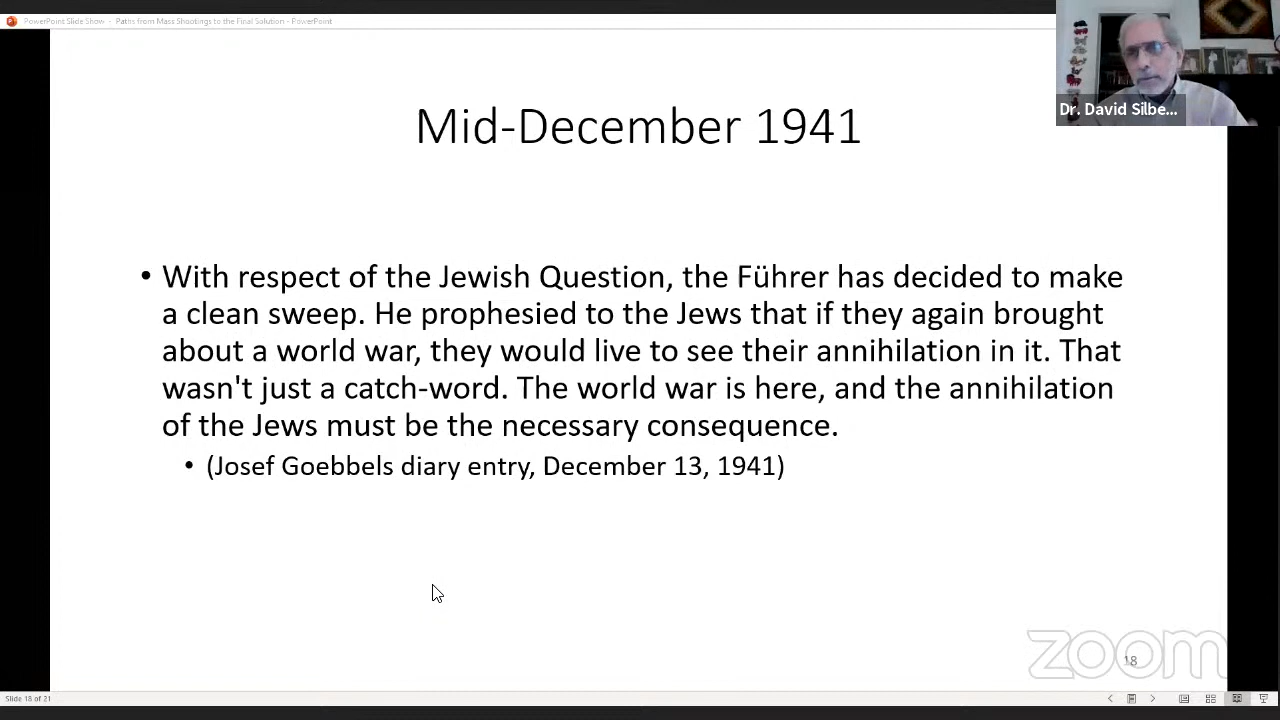 PowerPoint Slide Show - Paths from Mass Shootings to the Final Solution - PowerPoint
Dr. David Silbe...
Mid-December 1941
• With respect of the Jewish Question, the Führer has decided to make
a clean sweep. He prophesied to the Jews that if they again brought
about a world war, they would live to see their annihilation in it. That
wasn't just a catch-word. The world war is here, and the annihilation
of the Jews must be the necessary consequence.
• (Josef Goebbels diary entry, December 13, 1941)
zoom
18
Slide 18 of 21